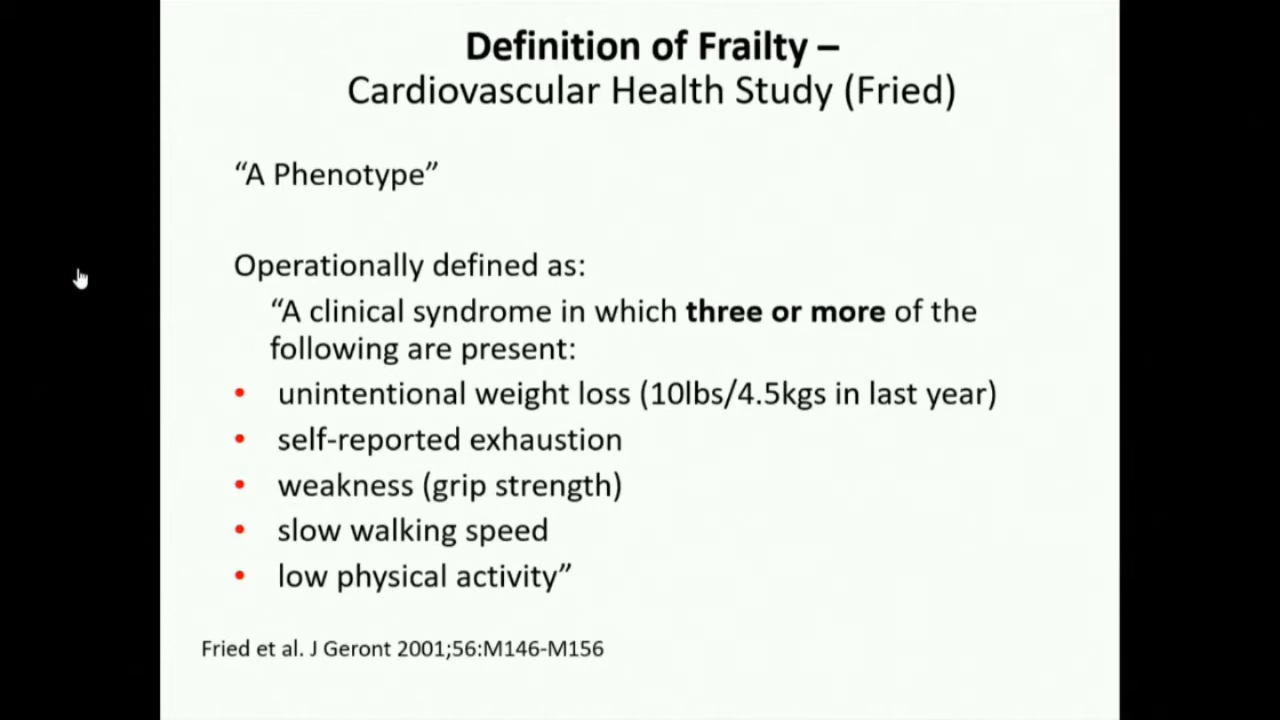 Definition of Frailty –
Cardiovascular Health Study (Fried)
“A Phenotype”
Operationally defined as:
“A clinical syndrome in which three or more of the
following are present:
• unintentional weight loss (10lbs/4.5kgs in last year)
• self-reported exhaustion
• weakness (grip strength)
• slow walking speed
• low physical activity”
Fried et al. J Geront 2001;56:M146-M156